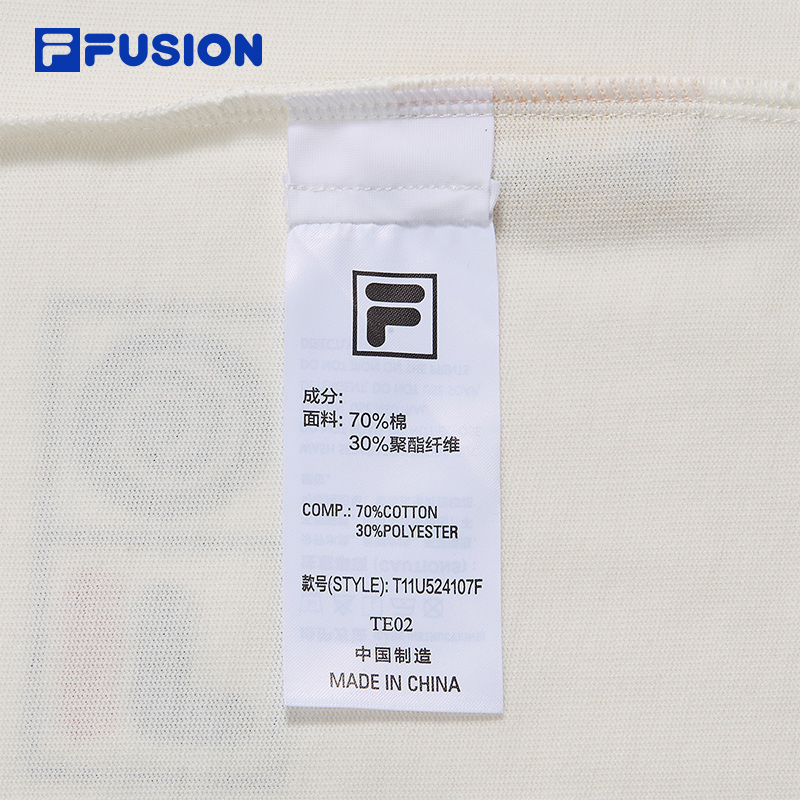 FUSION
成分:
面料: 70%棉
30%聚酯纤维
COMP.: 70%COTTON
30%POLYESTER
款号(STYLE): T11U524107F
TE02
中国制造
MADE IN CHINA